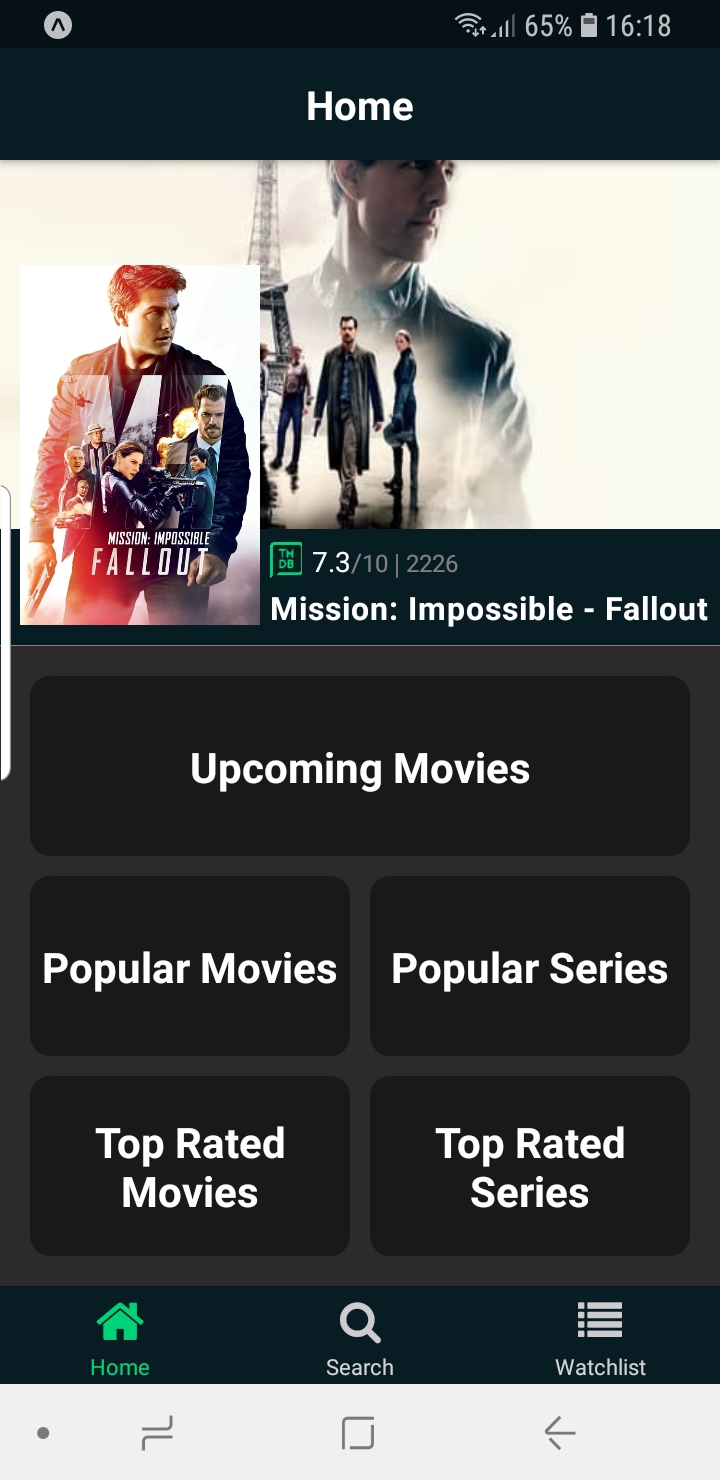 65% 16:18
Home
MISSION: IMPOSSIBLE
FALLOUT
TM
DB
7.3/10 | 2226
Mission: Impossible - Fallout
Upcoming Movies
Popular Movies
Popular Series
Top Rated
Movies
Top Rated
Series
Home
Search
Watchlist